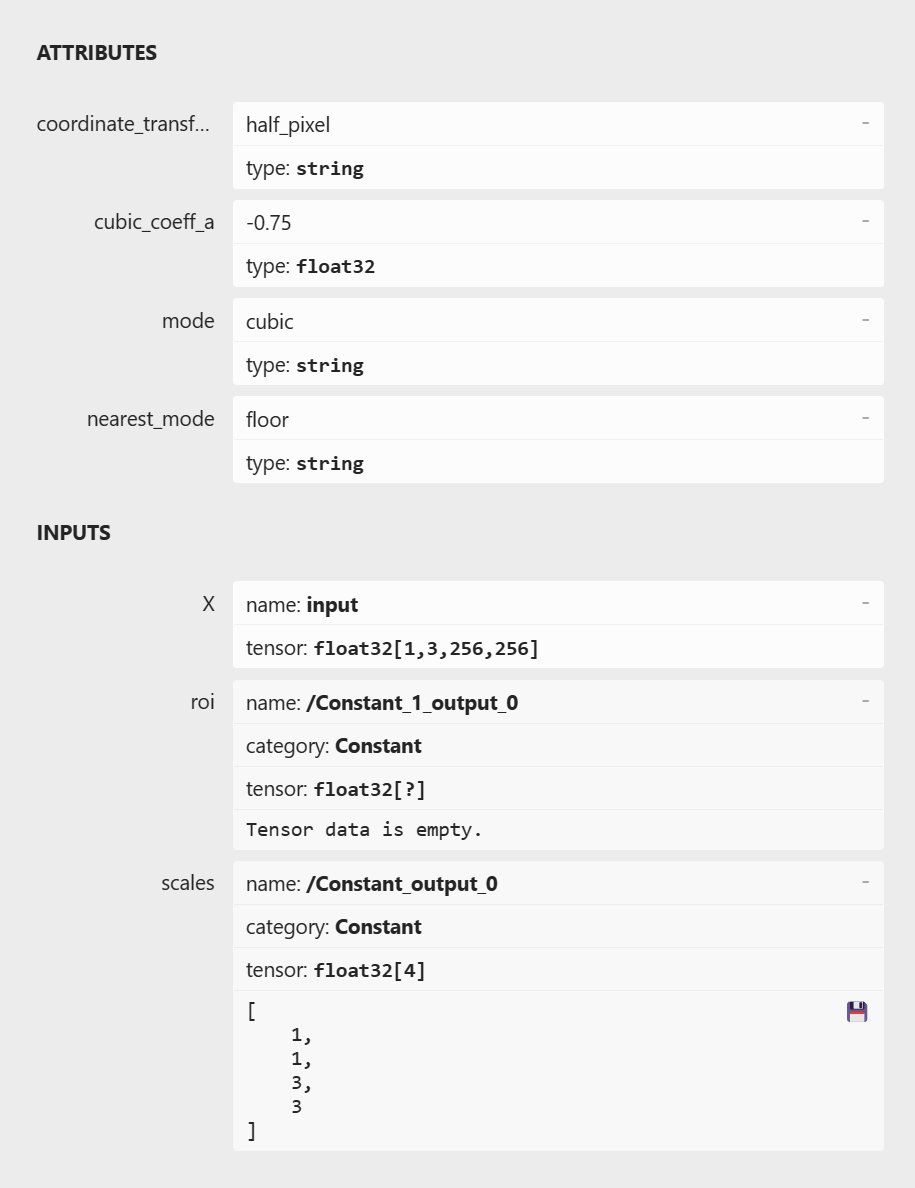 ATTRIBUTES
coordinate_transf... half_pixel -
type: string
cubic_coeff_a -0.75 -
type: float32
mode cubic -
type: string
nearest_mode floor -
type: string
INPUTS
X name: input -
tensor: float32[1,3,256,256]
roi name: /Constant_1_output_0 -
category: Constant
tensor: float32[?]
Tensor data is empty.
scales name: /Constant_output_0 -
category: Constant
tensor: float32[4]
[
1,
1,
3,
3
]